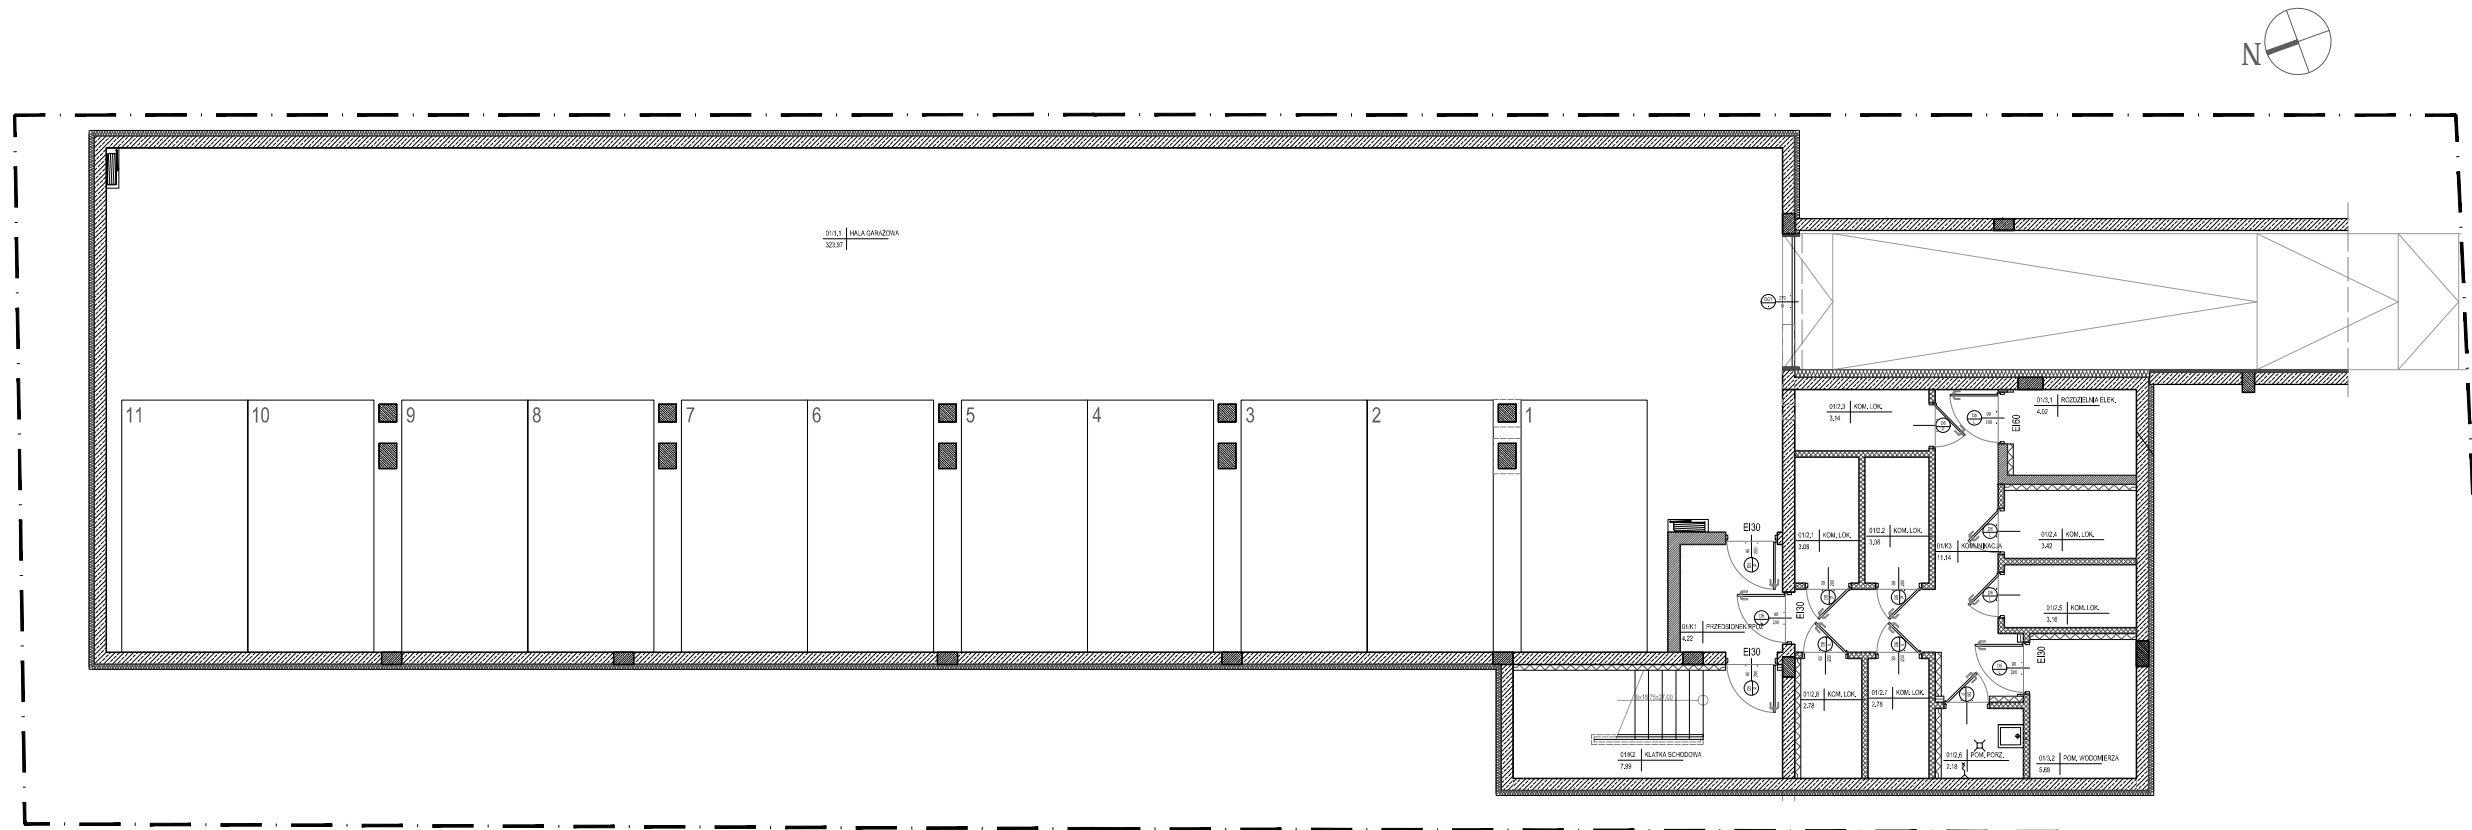 N
01/1.1 HALA GARAŻOWA
323.97
11
10
9
8
7
6
5
4
3
2
1
01/2.3 KOM. LOK.
3.14
01/3.1 ROZDZIELNIA ELEK.
4.02
EI60
EI30
01/2.1 KOM. LOK.
3.08
01/2.2 KOM. LOK.
3.08
01/K3 KOMUNIKACJA
11.14
01/2.4 KOM. LOK.
3.42
01/2.5 KOM. LOK.
3.16
EI30
01/K1 PRZEDSIONEK PPOŻ
4.22
EI30
EI30
01/2.8 KOM. LOK.
2.78
01/2.7 KOM. LOK.
2.78
01/K2 KLATKA SCHODOWA
7.99
01/2.6 POM. PORZ.
2.18
01/3.2 POM. WODOMIERZA
5.68